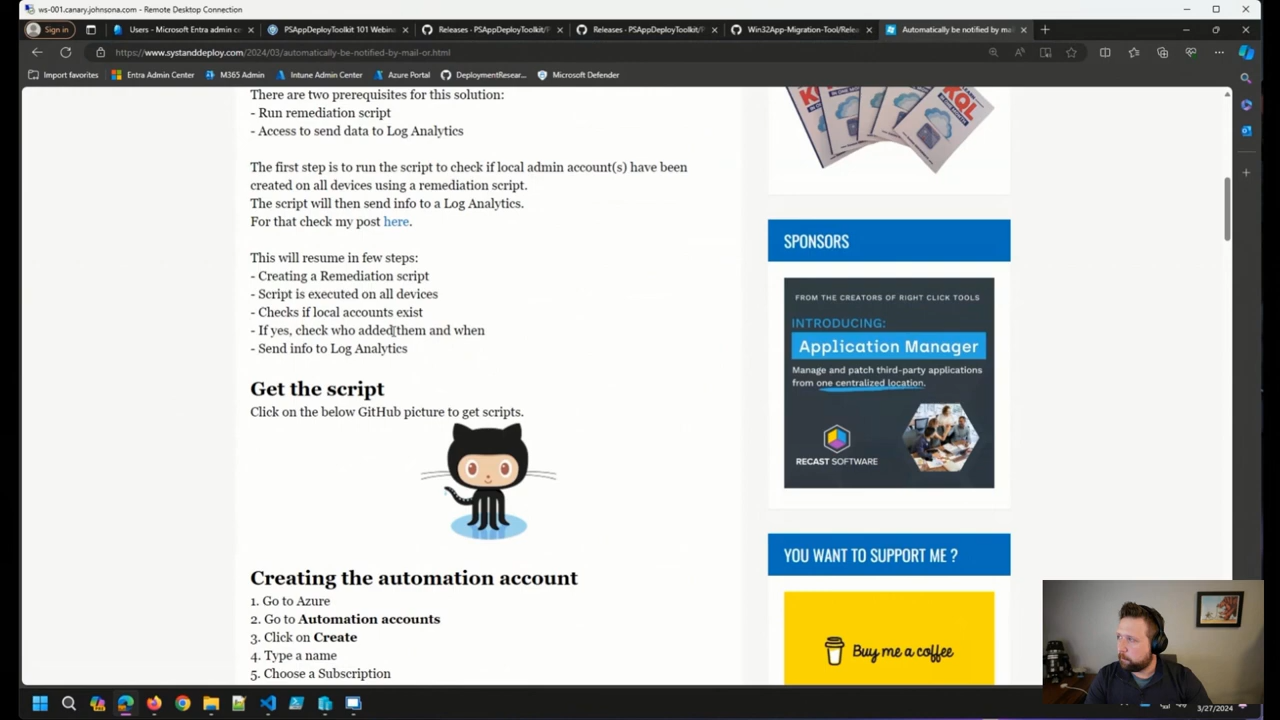 ws-001.canary.johnsona.com - Remote Desktop Connection
Sign in
Users - Microsoft Entra admin c
PSAppDeployToolkit 101 Webina
Releases · PSAppDeployToolkit/P
Releases · PSAppDeployToolkit/
Win32App-Migration-Tool/Relea
Automatically be notified by mai
https://www.systanddeploy.com/2024/03/automatically-be-notified-by-mail-or.html
Import favorites
Entra Admin Center
M365 Admin
Intune Admin Center
Azure Portal
DeploymentResear...
Microsoft Defender
There are two prerequisites for this solution:
- Run remediation script
- Access to send data to Log Analytics
The first step is to run the script to check if local admin account(s) have been
created on all devices using a remediation script.
The script will then send info to a Log Analytics.
For that check my post here.
This will resume in few steps:
- Creating a Remediation script
- Script is executed on all devices
- Checks if local accounts exist
- If yes, check who added them and when
- Send info to Log Analytics
Get the script
Click on the below GitHub picture to get scripts.
Creating the automation account
1. Go to Azure
2. Go to Automation accounts
3. Click on Create
4. Type a name
5. Choose a Subscription
KQL
SPONSORS
FROM THE CREATORS OF RIGHT CLICK TOOLS
INTRODUCING:
Application Manager
Manage and patch third-party applications
from one centralized location.
RECAST SOFTWARE
YOU WANT TO SUPPORT ME ?
Buy me a coffee
3/27/2024